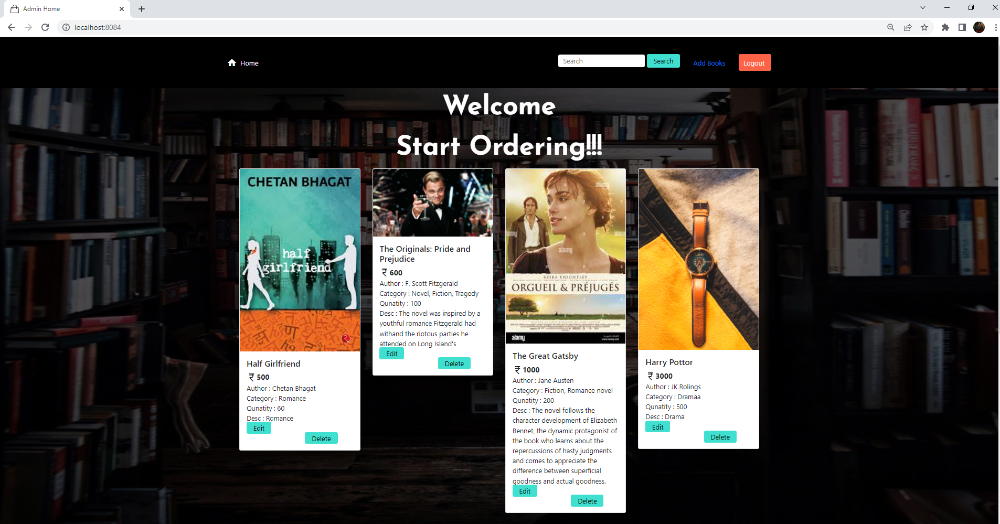 Admin Home
localhost:8084
Home
Search
Search
Add Books
Logout
Welcome
Start Ordering!!!
CHETAN BHAGAT
half
girlfriend
Half Girlfriend
₹ 500
Author : Chetan Bhagat
Category : Romance
Qunatity : 60
Desc : Romance
Edit
Delete
The Originals: Pride and
Prejudice
₹ 600
Author : F. Scott Fitzgerald
Category : Novel, Fiction, Tragedy
Qunatity : 100
Desc : The novel was inspired by a
youthful romance Fitzgerald had
withand the riotous parties he
attended on Long Island's
Edit
Delete
alamy
alamy
alamy
alamy
KEIRA KNIGHTLEY
ORGUEIL & PRÉJUGÉS
alamy
www.alamy.com
The Great Gatsby
₹ 1000
Author : Jane Austen
Category : Fiction, Romance novel
Qunatity : 200
Desc : The novel follows the
character development of Elizabeth
Bennet, the dynamic protagonist of
the book who learns about the
repercussions of hasty judgments
and comes to appreciate the
difference between superficial
goodness and actual goodness.
Edit
Delete
Harry Pottor
₹ 3000
Author : JK Rolings
Category : Dramaa
Qunatity : 500
Desc : Drama
Edit
Delete